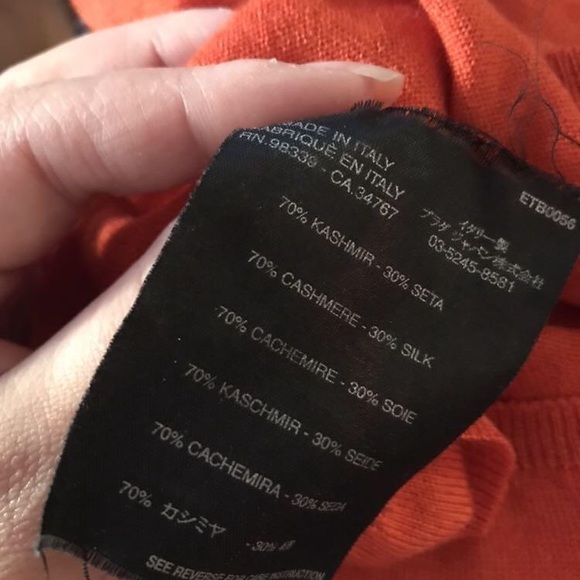 MADE IN ITALY
FABRIQUÉ EN ITALY
RN.98339 - CA.34767
ETB0056
イタリー製
プラダ ジャパン株式会社
03-5245-8581
70% KASHMIR - 30% SETA
70% CASHMERE - 30% SILK
70% CACHEMIRE - 30% SOIE
70% KASCHMIR - 30% SEIDE
70% CACHEMIRA - 30% SEDA
70% カシミヤ - 30% 絹
SEE REVERSE FOR CARE INSTRUCTION